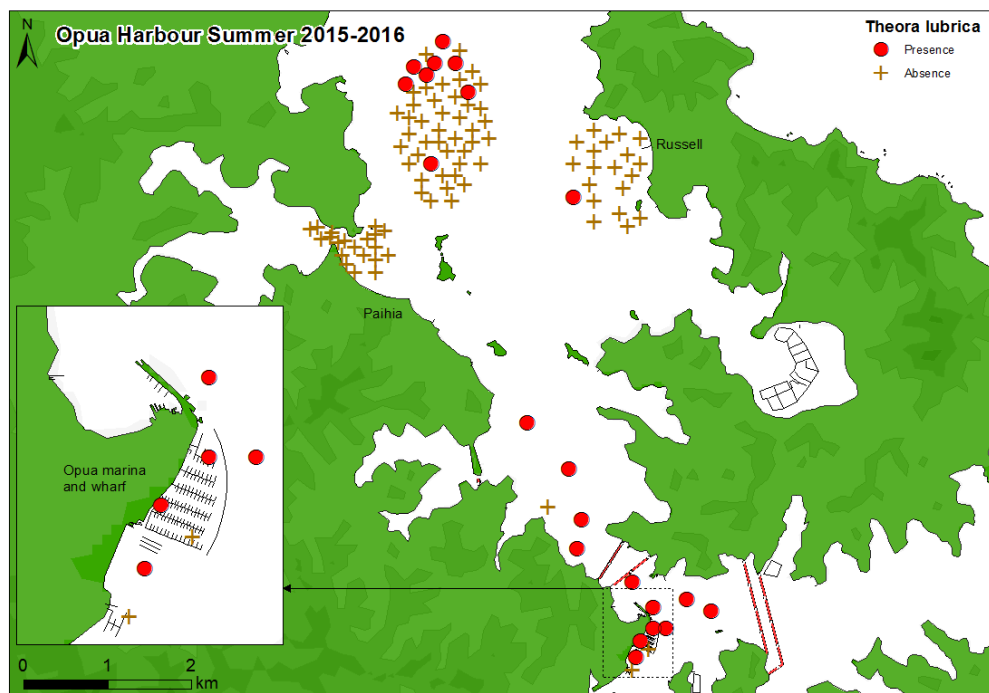 N
Opua Harbour Summer 2015-2016
Theora lubrica
Presence
Absence
Russell
Paihia
Opua marina
and wharf
0 1 2
km